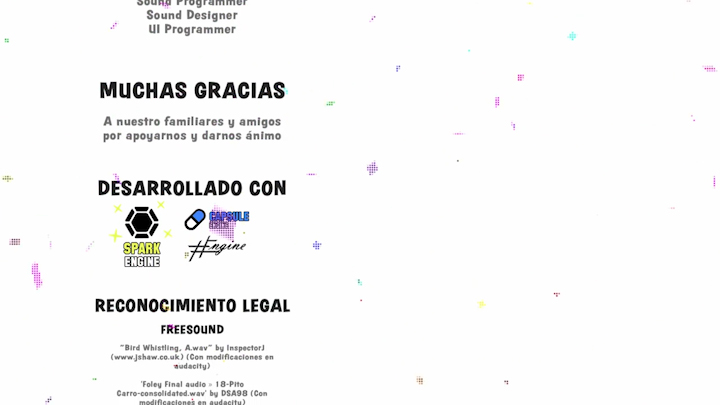 Sound Programmer
Sound Designer
UI Programmer
MUCHAS GRACIAS
A nuestro familiares y amigos
por apoyarnos y darnos ánimo
DESARROLLADO CON
SPARK
ENGINE
CAPSULE
#Engine
RECONOCIMIENTO LEGAL
FREESOUND
"Bird Whistling, A.wav" by InspectorJ
(www.jshaw.co.uk) (Con modificaciones en
audacity)
'Foley Final audio > 18-Pito
Carro-consolidated.wav' by DSA98 (Con
modificaciones en audacity)